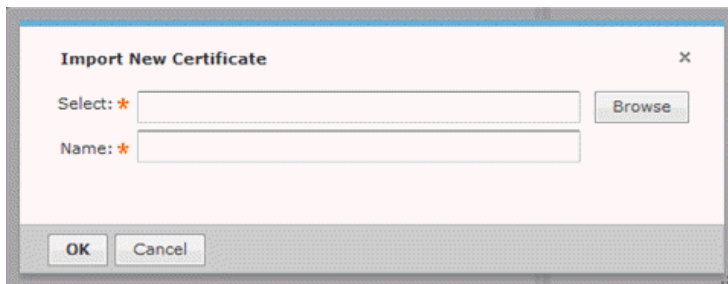 Import New Certificate ×
Select: * Browse
Name: *
OK Cancel